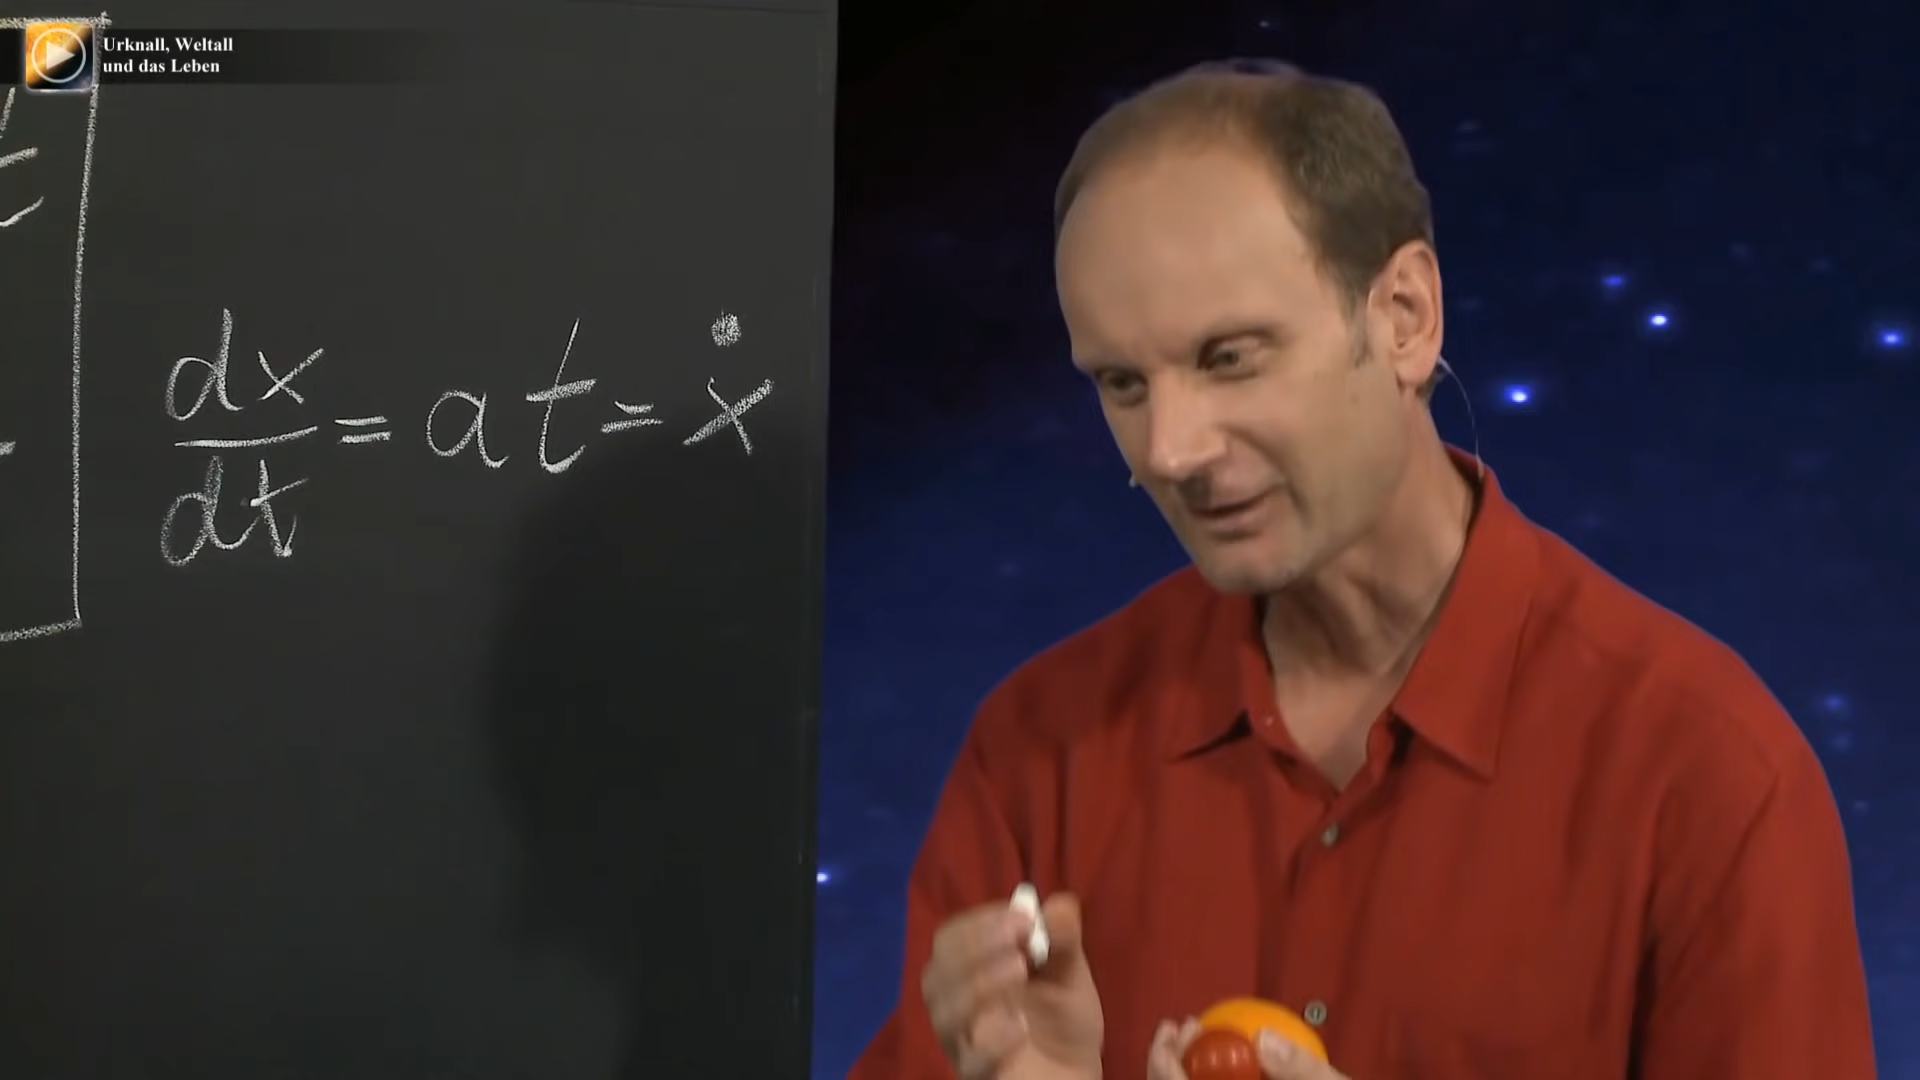 Urknall, Weltall
und das Leben
dx/dt = at = ẋ